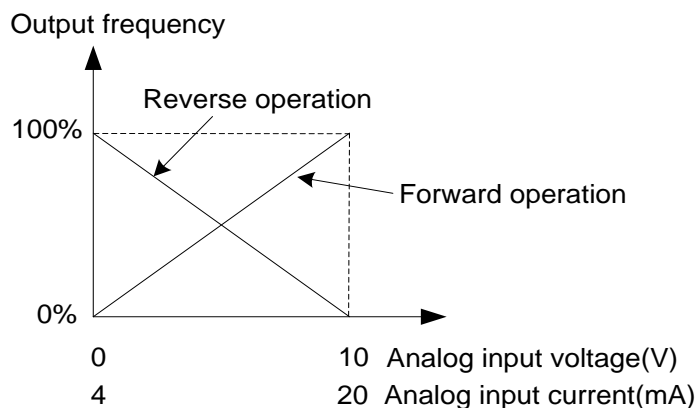 Output frequency
Reverse operation
100%
Forward operation
0%
0 10 Analog input voltage(V)
4 20 Analog input current(mA)